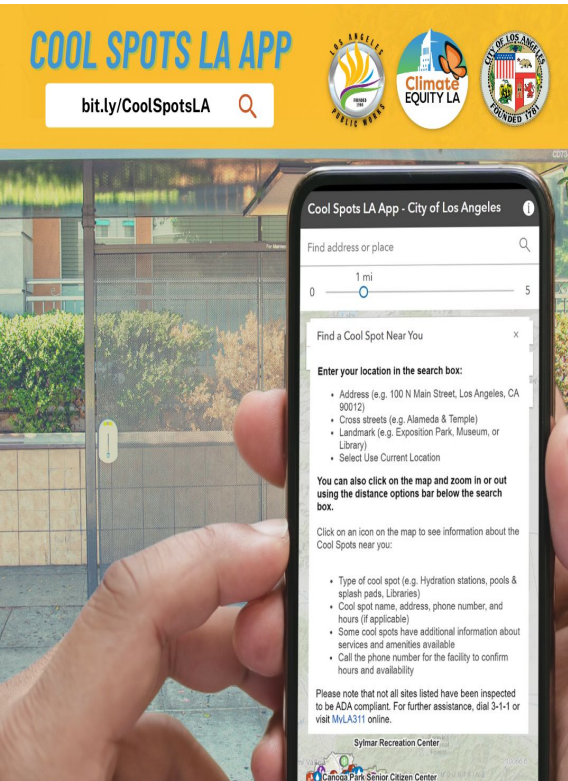 COOL SPOTS LA APP
bit.ly/CoolSpotsLA
LOS ANGELES
FOUNDED
PUBLIC WORKS
Climate
EQUITY LA
CITY OF LOS ANGELES
FOUNDED 1781
Cool Spots LA App - City of Los Angeles
Find address or place
1 mi
0
5
Find a Cool Spot Near You
×
Enter your location in the search box:
• Address (e.g. 100 N Main Street, Los Angeles, CA
90012)
• Cross streets (e.g. Alameda & Temple)
• Landmark (e.g. Exposition Park, Museum, or
Library)
• Select Use Current Location
You can also click on the map and zoom in or out
using the distance options bar below the search
box.
Click on an icon on the map to see information about the
Cool Spots near you:
• Type of cool spot (e.g. Hydration stations, pools &
splash pads, Libraries)
• Cool spot name, address, phone number, and
hours (if applicable)
• Some cool spots have additional information about
services and amenities available
• Call the phone number for the facility to confirm
hours and availability
Please note that not all sites listed have been inspected
to be ADA compliant. For further assistance, dial 3-1-1 or
visit MyLA311 online.
Sylmar Recreation Center
Canoga Park Senior Citizen Center